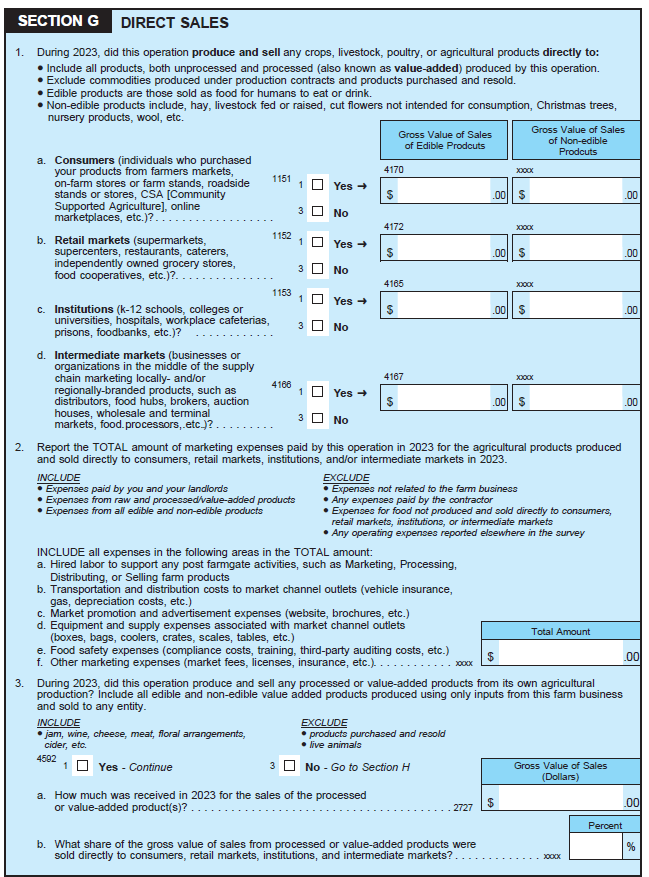 SECTION G DIRECT SALES
1. During 2023, did this operation produce and sell any crops, livestock, poultry, or agricultural products directly to:
• Include all products, both unprocessed and processed (also known as value-added) produced by this operation.
• Exclude commodities produced under production contracts and products purchased and resold.
• Edible products are those sold as food for humans to eat or drink.
• Non-edible products include, hay, livestock fed or raised, cut flowers not intended for consumption, Christmas trees,
nursery products, wool, etc.
Gross Value of Sales
of Edible Prodcuts
Gross Value of Sales
of Non-edible
Prodcuts
a. Consumers (individuals who purchased
your products from farmers markets,
on-farm stores or farm stands, roadside
stands or stores, CSA [Community
Supported Agriculture], online
marketplaces, etc.)?. . . . . . . . . . . . . . . . . .
1151 1 Yes →
3 No
4170
$ .00
xxxx
$ .00
b. Retail markets (supermarkets,
supercenters, restaurants, caterers,
independently owned grocery stores,
food cooperatives, etc.)?. . . . . . . . . . . . . . .
1152 1 Yes →
3 No
4172
$ .00
xxxx
$ .00
c. Institutions (k-12 schools, colleges or
universities, hospitals, workplace cafeterias,
prisons, foodbanks, etc.)? . . . . . . . . . . . .
1153 1 Yes →
3 No
4165
$ .00
xxxx
$ .00
d. Intermediate markets (businesses or
organizations in the middle of the supply
chain marketing locally- and/or
regionally-branded products, such as
distributors, food hubs, brokers, auction
houses, wholesale and terminal
markets, food.processors,.etc.)? . . . . . . . . .
4166 1 Yes →
3 No
4167
$ .00
xxxx
$ .00
2. Report the TOTAL amount of marketing expenses paid by this operation in 2023 for the agricultural products produced
and sold directly to consumers, retail markets, institutions, and/or intermediate markets in 2023.
INCLUDE
• Expenses paid by you and your landlords
• Expenses from raw and processed/value-added products
• Expenses from all edible and non-edible products
EXCLUDE
• Expenses not related to the farm business
• Any expenses paid by the contractor
• Expenses for food not produced and sold directly to consumers,
retail markets, institutions, or intermediate markets
• Any operating expenses reported elsewhere in the survey
INCLUDE all expenses in the following areas in the TOTAL amount:
a. Hired labor to support any post farmgate activities, such as Marketing, Processing,
Distributing, or Selling farm products
b. Transportation and distribution costs to market channel outlets (vehicle insurance,
gas, depreciation costs, etc.)
c. Market promotion and advertisement expenses (website, brochures, etc.)
d. Equipment and supply expenses associated with market channel outlets
(boxes, bags, coolers, crates, scales, tables, etc.)
e. Food safety expenses (compliance costs, training, third-party auditing costs, etc.)
f. Other marketing expenses (market fees, licenses, insurance, etc.). . . . . . . . . . . . xxxx
Total Amount
$ .00
3. During 2023, did this operation produce and sell any processed or value-added products from its own agricultural
production? Include all edible and non-edible value added products produced using only inputs from this farm business
and sold to any entity.
INCLUDE
• jam, wine, cheese, meat, floral arrangements,
cider, etc.
EXCLUDE
• products purchased and resold
• live animals
4592 1 Yes - Continue 3 No - Go to Section H
Gross Value of Sales
(Dollars)
a. How much was received in 2023 for the sales of the processed
or value-added product(s)? . . . . . . . . . . . . . . . . . . . . . . . . . . . . . . . . . . . . . . . . 2727
$ .00
Percent
b. What share of the gross value of sales from processed or value-added products were
sold directly to consumers, retail markets, institutions, and intermediate markets? . . . . . . . . . . . . . xxxx
%